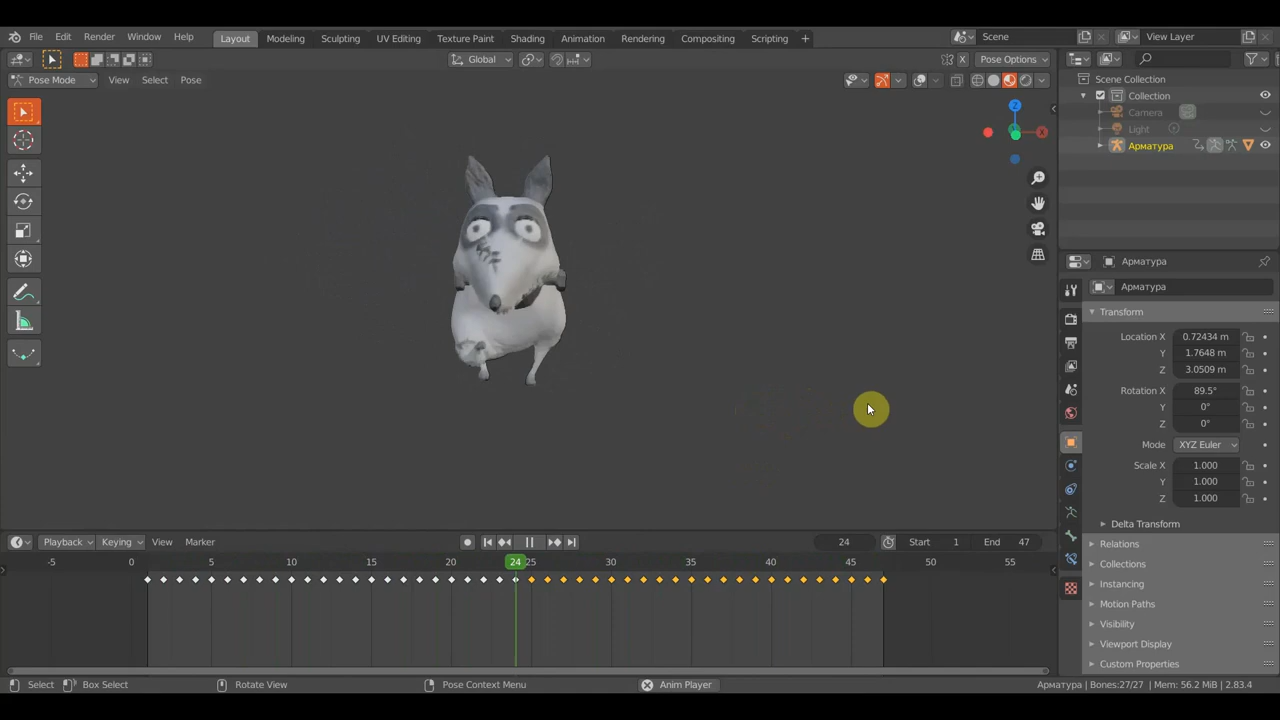 File Edit Render Window Help Layout Modeling Sculpting UV Editing Texture Paint Shading Animation Rendering Compositing Scripting + Scene View Layer
Global Pose Options
Pose Mode View Select Pose
Scene Collection
Collection
Camera
Light
Арматура
Арматура
Арматура
Transform
Location X 0.72434 m
Y 1.7648 m
Z 3.0509 m
Rotation X 89.5°
Y 0°
Z 0°
Mode XYZ Euler
Scale X 1.000
Y 1.000
Z 1.000
Delta Transform
Relations
Collections
Instancing
Motion Paths
Visibility
Viewport Display
Custom Properties
Playback Keying View Marker 24 Start 1 End 47
-5 0 5 10 15 20 24 25 30 35 40 45 50 55
Select Box Select Rotate View Pose Context Menu Anim Player Арматура | Bones:27/27 | Mem: 56.2 MiB | 2.83.4